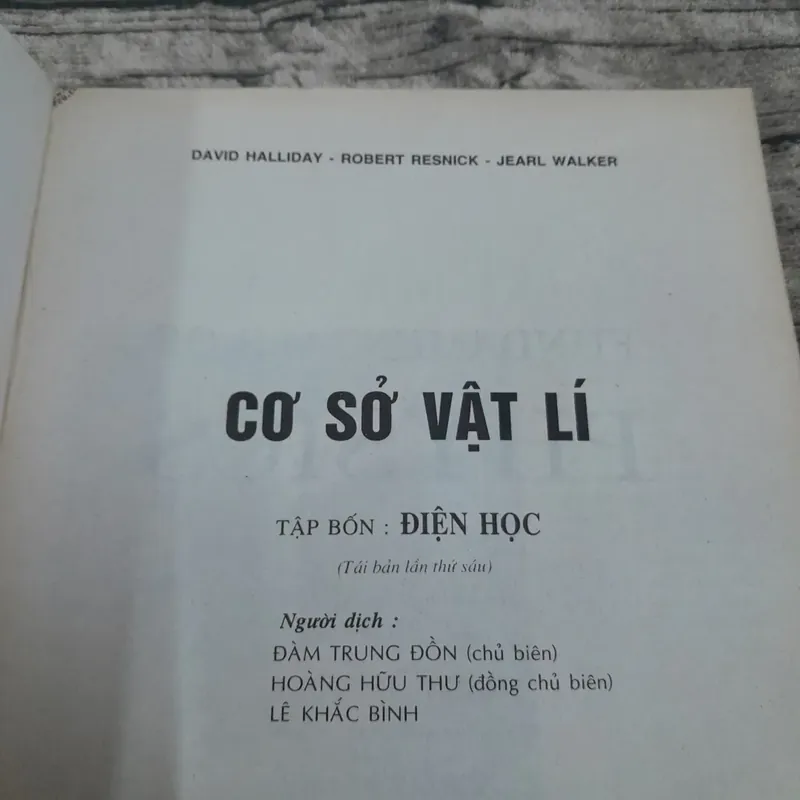 DAVID HALLIDAY - ROBERT RESNICK - JEARL WALKER
CƠ SỞ VẬT LÍ
TẬP BỐN : ĐIỆN HỌC
(Tái bản lần thứ sáu)
Người dịch :
ĐÀM TRUNG ĐỒN (chủ biên)
HOÀNG HỮU THƯ (đồng chủ biên)
LÊ KHẮC BÌNH